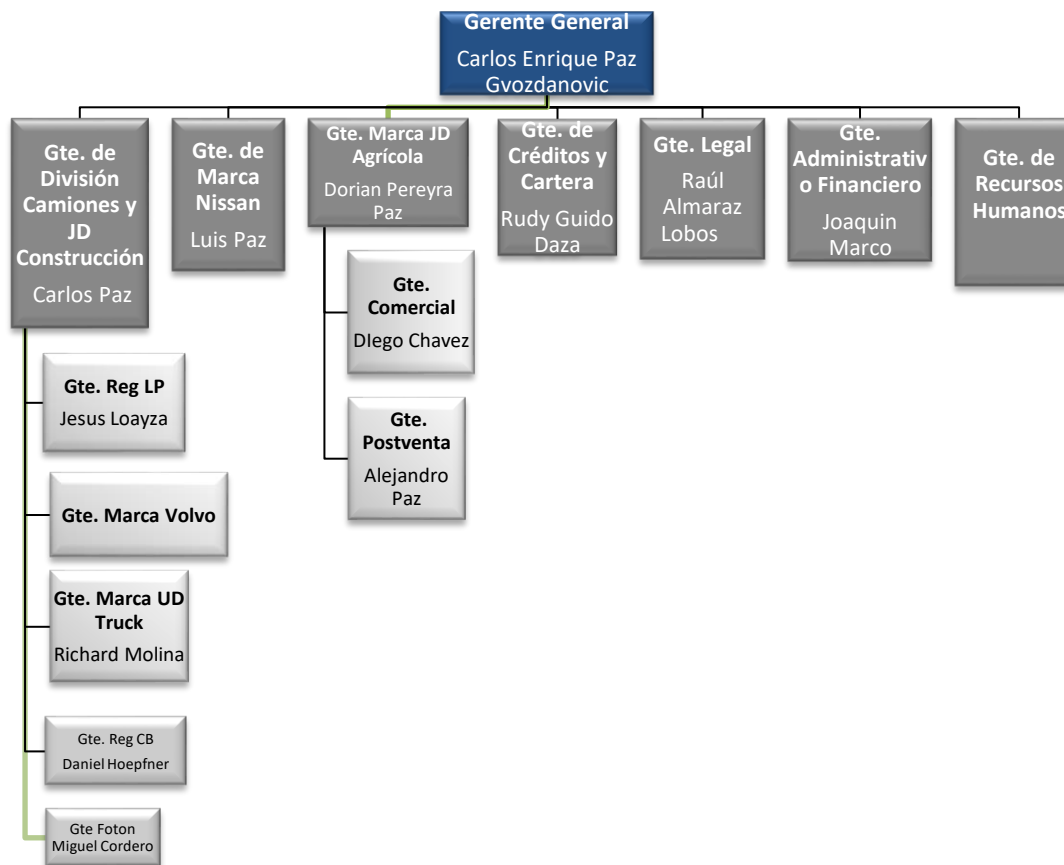 Gerente General
Carlos Enrique Paz
Gvozdanovic
Gte. de
División
Camiones y
JD
Construcción
Carlos Paz
Gte. de
Marca
Nissan
Luis Paz
Gte. Marca JD
Agrícola
Dorian Pereyra
Paz
Gte. de
Créditos y
Cartera
Rudy Guido
Daza
Gte. Legal
Raúl
Almaraz
Lobos
Gte.
Administrativ
o Financiero
Joaquin
Marco
Gte. de
Recursos
Humanos
Gte. Reg LP
Jesus Loayza
Gte. Marca Volvo
Gte. Marca UD
Truck
Richard Molina
Gte. Reg CB
Daniel Hoepfner
Gte Foton
Miguel Cordero
Gte.
Comercial
DIego Chavez
Gte.
Postventa
Alejandro
Paz